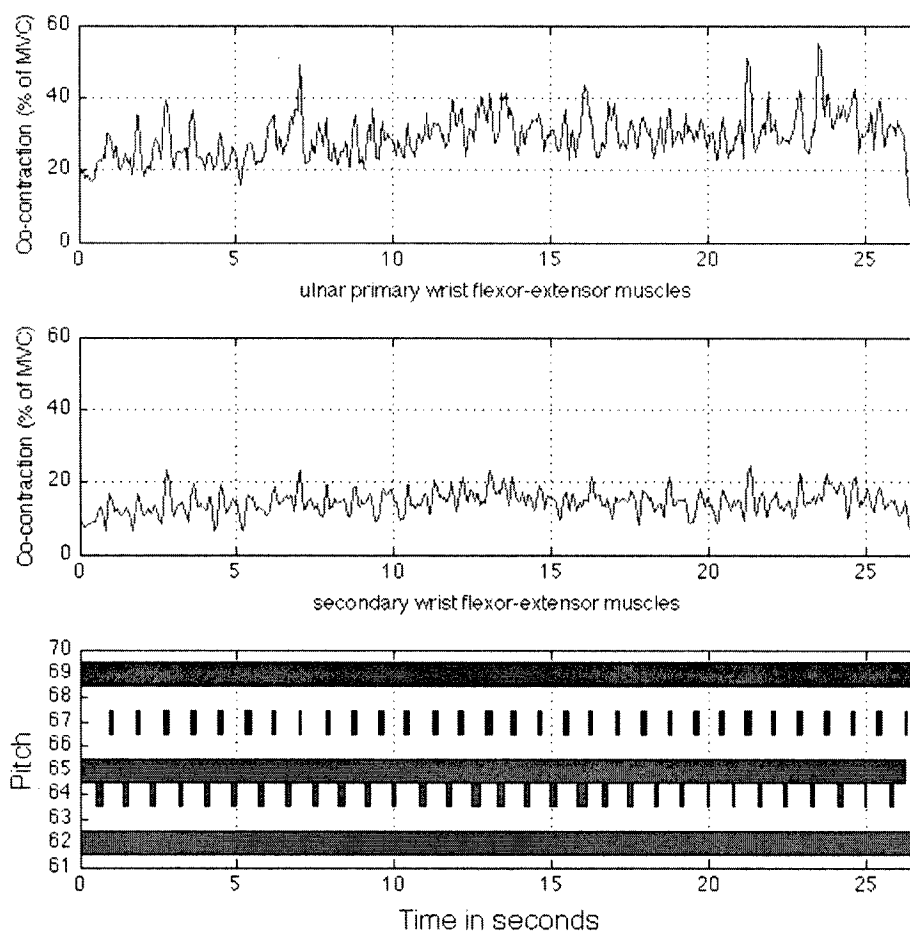 60
40
20
0
Co-contraction (% of MVC)
0 5 10 15 20 25
ulnar primary wrist flexor-extensor muscles
60
40
20
0
Co-contraction (% of MVC)
0 5 10 15 20 25
secondary wrist flexor-extensor muscles
70
69
68
67
66
65
64
63
62
61
Pitch
0 5 10 15 20 25
Time in seconds